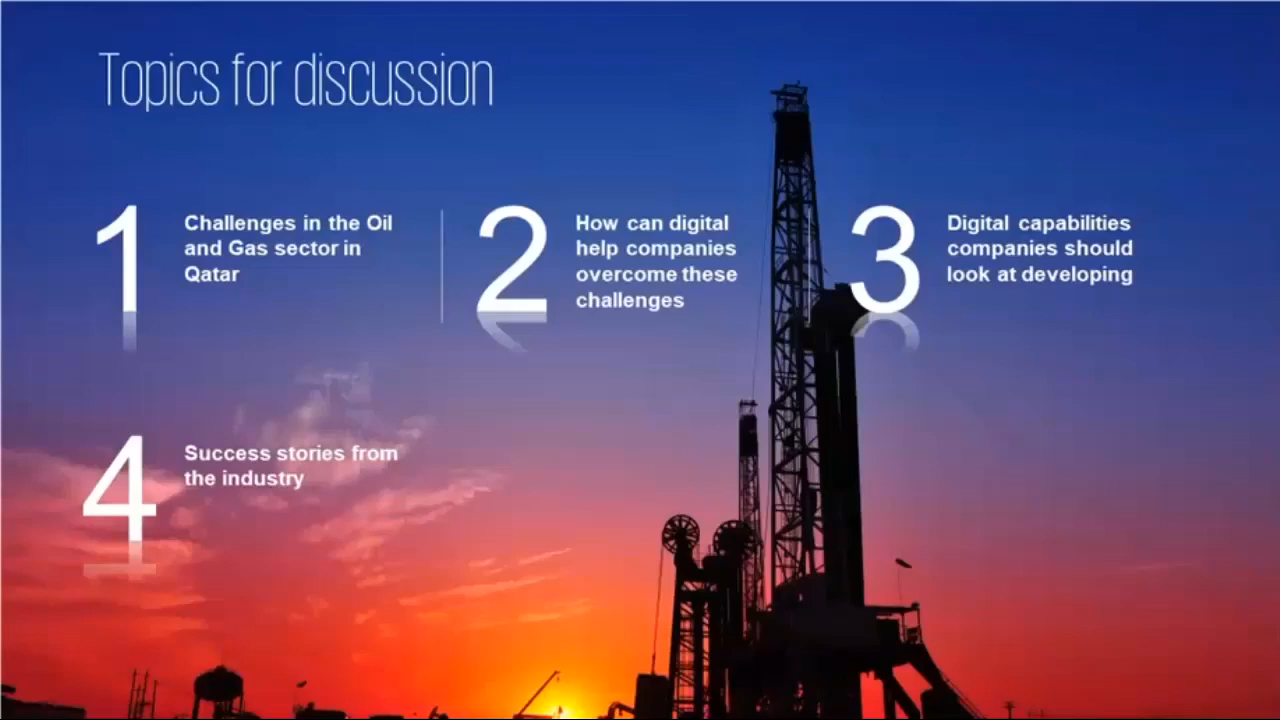 Topics for discussion
1
Challenges in the Oil
and Gas sector in
Qatar
2
How can digital
help companies
overcome these
challenges
3
Digital capabilities
companies should
look at developing
4
Success stories from
the industry